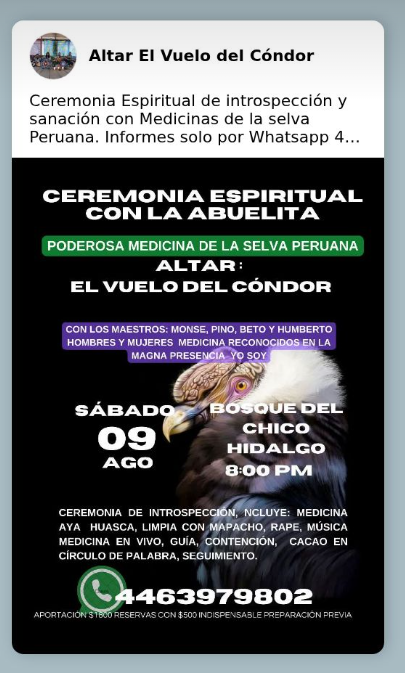 Altar El Vuelo del Cóndor
Ceremonia Espiritual de introspección y
sanación con Medicinas de la selva
Peruana. Informes solo por Whatsapp 4...
CEREMONIA ESPIRITUAL
CON LA ABUELITA
PODEROSA MEDICINA DE LA SELVA PERUANA
ALTAR:
EL VUELO DEL CÓNDOR
CON LOS MAESTROS: MONSE, PINO, BETO Y HUMBERTO
HOMBRES Y MUJERES MEDICINA RECONOCIDOS EN LA
MAGNA PRESENCIA YO SOY
SÁBADO
09
AGO
BOSQUE DEL
CHICO
HIDALGO
8:00 PM
CEREMONIA DE INTROSPECCIÓN, NCLUYE: MEDICINA
AYA HUASCA, LIMPIA CON MAPACHO, RAPE, MÚSICA
MEDICINA EN VIVO, GUÍA, CONTENCIÓN, CACAO EN
CÍRCULO DE PALABRA, SEGUIMIENTO.
4463979802
APORTACIÓN $1800 RESERVAS CON $500 INDISPENSABLE PREPARACIÓN PREVIA